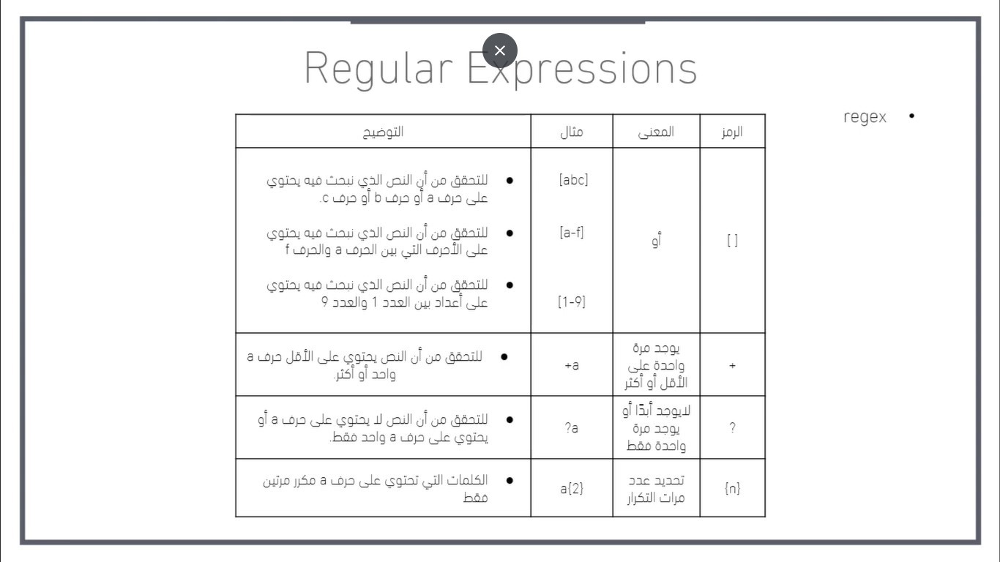 Regular Expressions
regex
الرمز
المعنى
مثال
التوضيح
[ ]
أو
[abc]
للتحقق من أن النص الذي نبحث فيه يحتوي
على حرف a أو حرف b أو حرف c.
[a-f]
للتحقق من أن النص الذي نبحث فيه يحتوي
على الأحرف التي بين الحرف a والحرف f
[1-9]
للتحقق من أن النص الذي نبحث فيه يحتوي
على أعداد بين العدد 1 والعدد 9
+
يوجد مرة
واحدة على
الأقل أو أكثر
+a
للتحقق من أن النص يحتوي على الأقل حرف a
واحد أو أكثر.
?
لايوجد أبدًا أو
يوجد مرة
واحدة فقط
?a
للتحقق من أن النص لا يحتوي على حرف a أو
يحتوي على حرف a واحد فقط.
{n}
تحديد عدد
مرات التكرار
a{2}
الكلمات التي تحتوي على حرف a مكرر مرتين
فقط